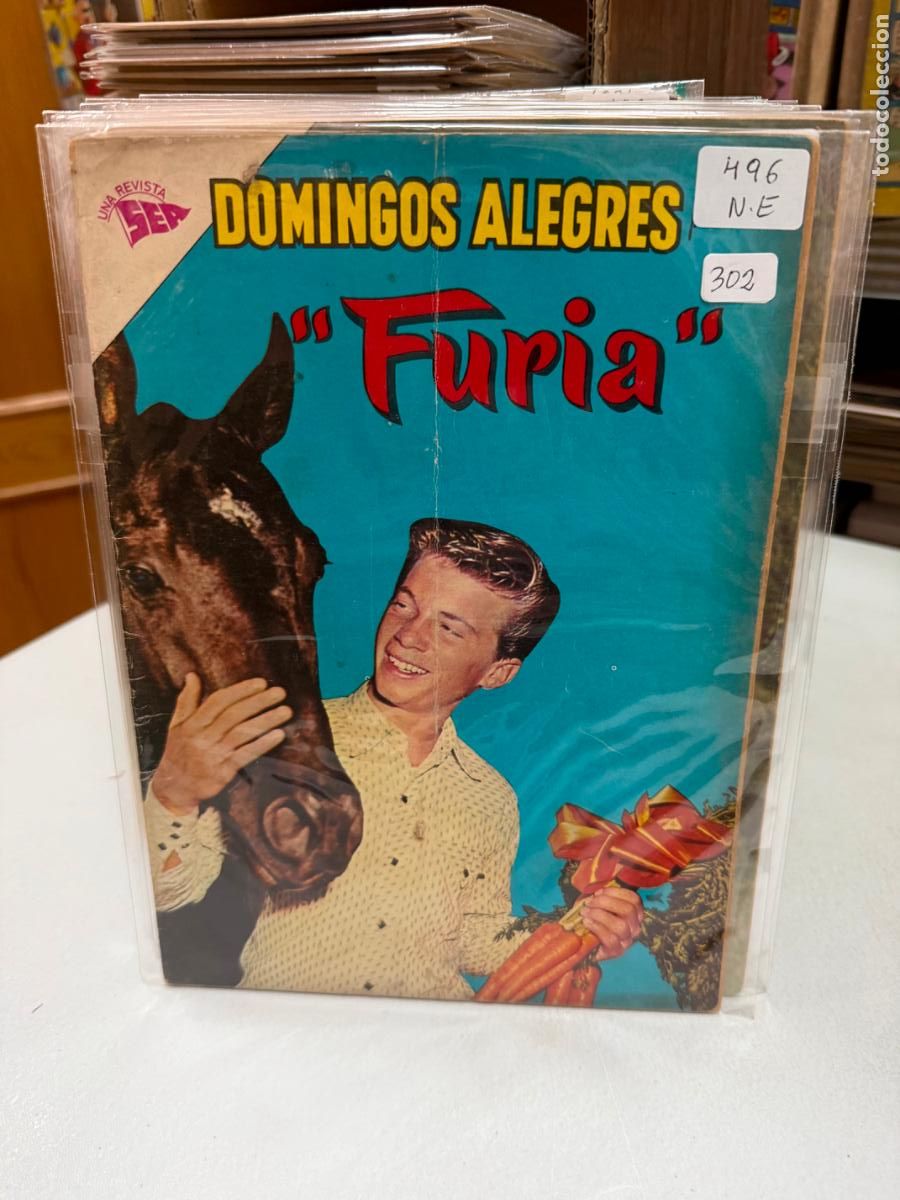 UNA REVISTA
SEA
DOMINGOS ALEGRES
"Furia"
496
N.E
302
todocoleccion